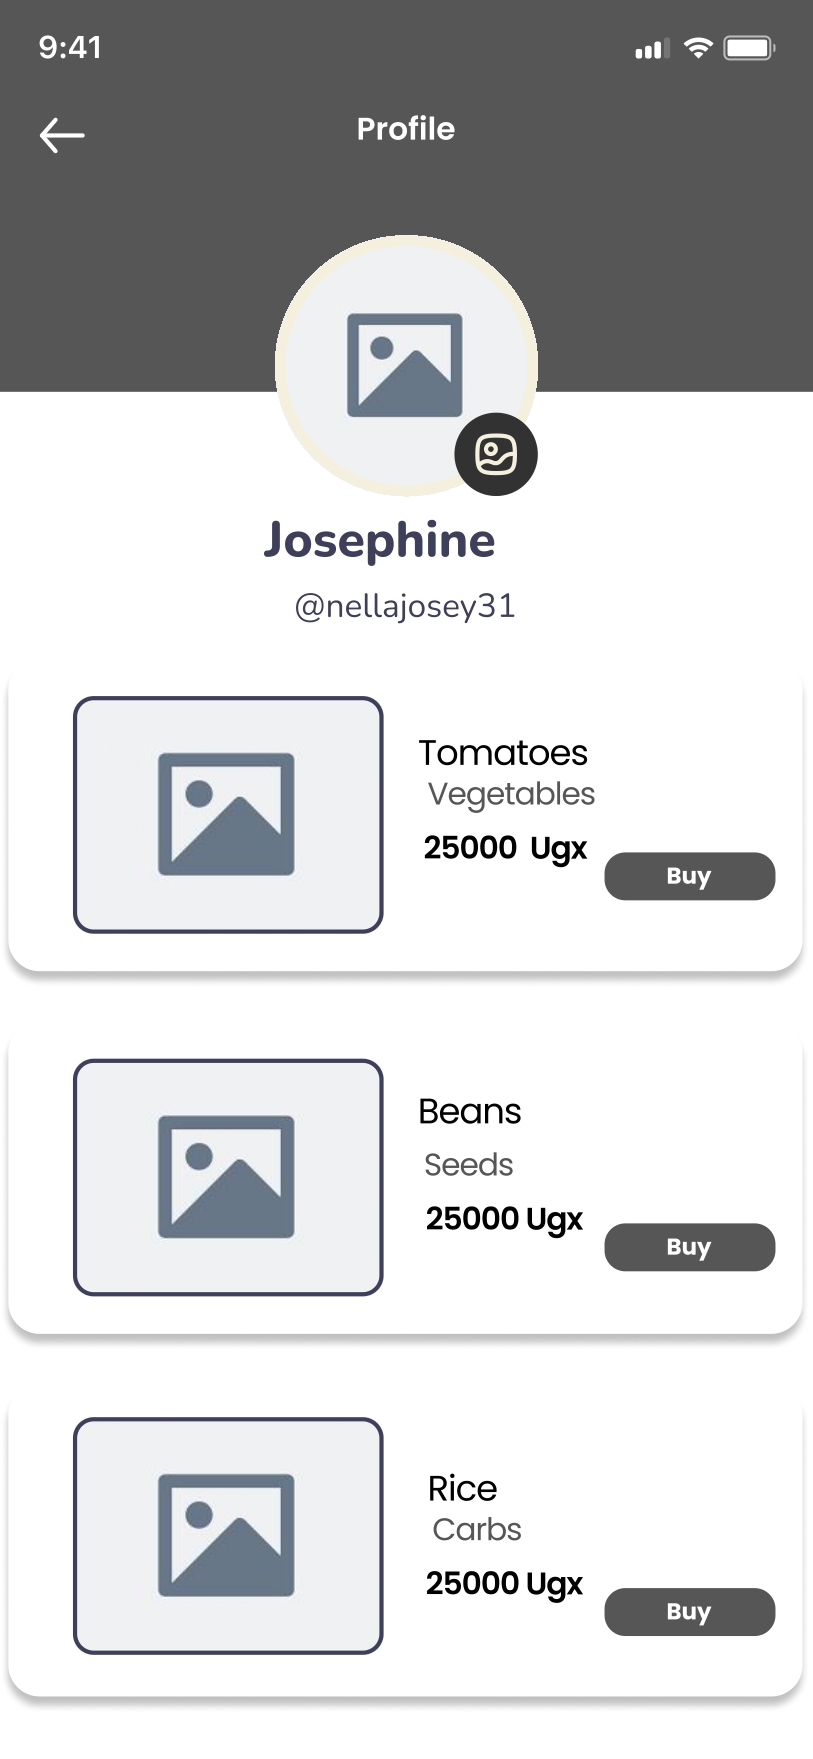 9:41
Profile
Josephine
@nellajosey31
Tomatoes
Vegetables
25000 Ugx
Buy
Beans
Seeds
25000 Ugx
Buy
Rice
Carbs
25000 Ugx
Buy